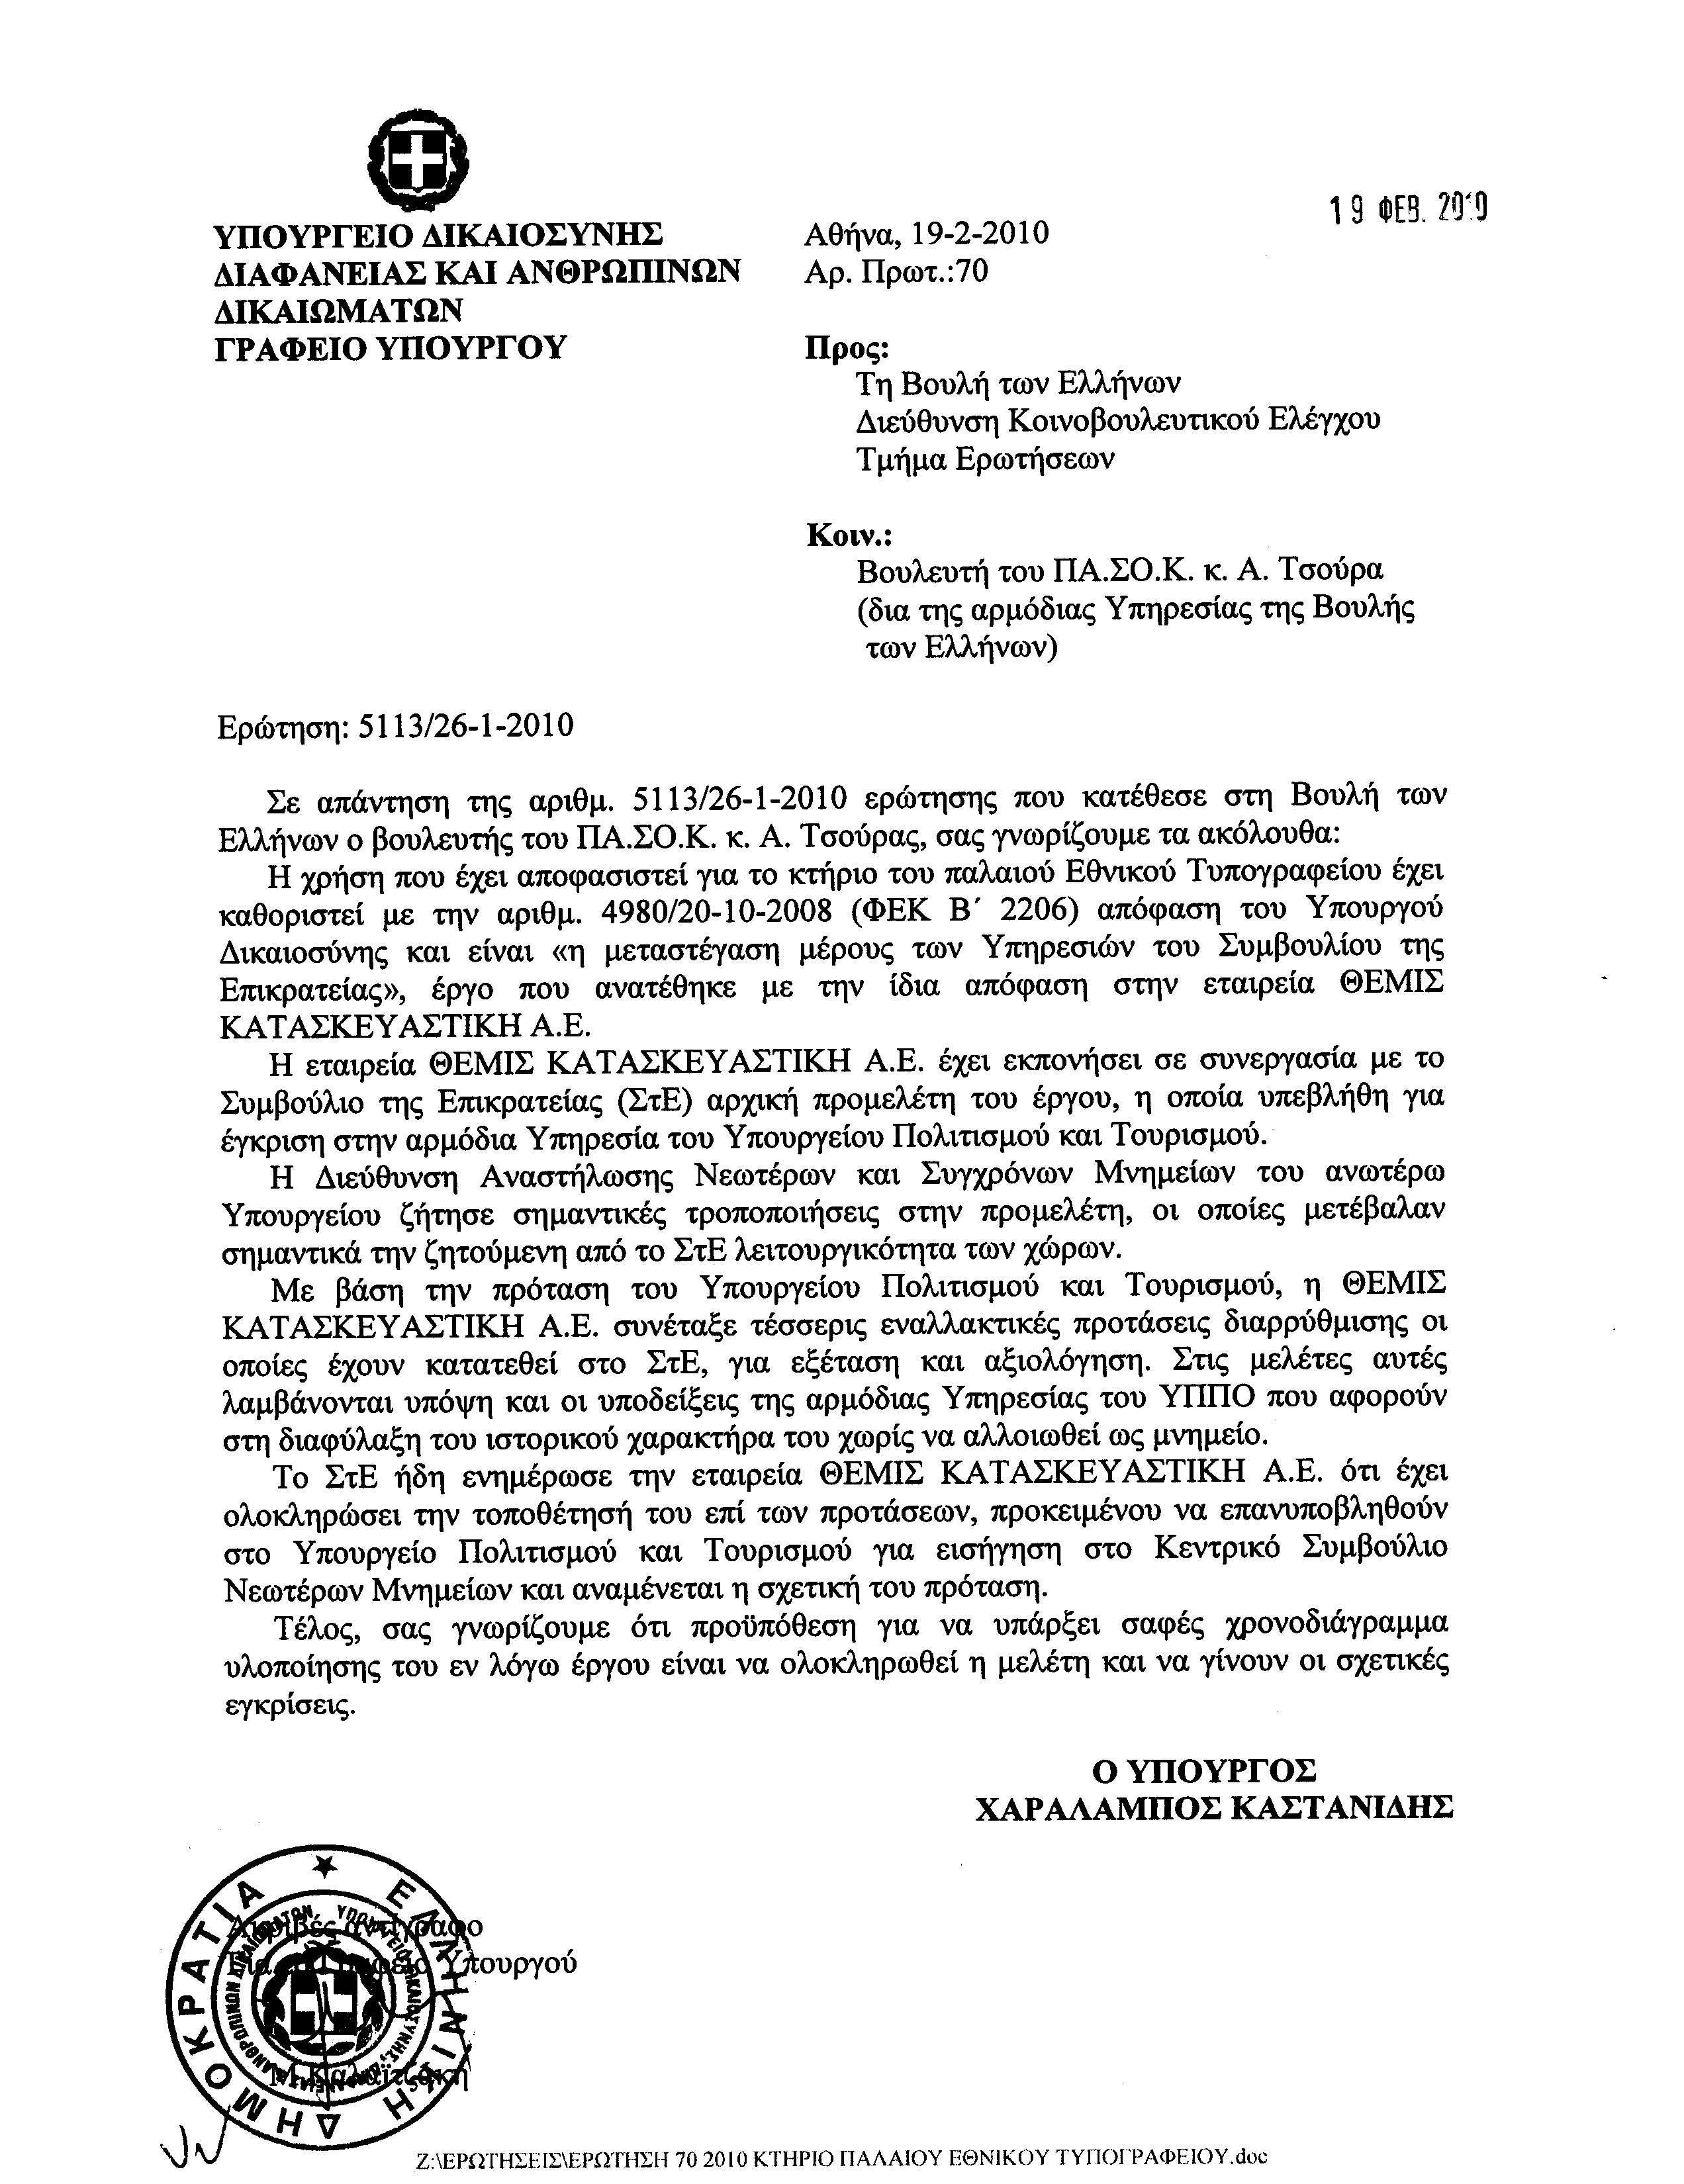 19 ΦΕΒ. 2010
ΥΠΟΥΡΓΕΙΟ ΔΙΚΑΙΟΣΥΝΗΣ
ΔΙΑΦΑΝΕΙΑΣ ΚΑΙ ΑΝΘΡΩΠΙΝΩΝ
ΔΙΚΑΙΩΜΑΤΩΝ
ΓΡΑΦΕΙΟ ΥΠΟΥΡΓΟΥ
Αθήνα, 19-2-2010
Αρ. Πρωτ.:70
Προς:
Τη Βουλή των Ελλήνων
Διεύθυνση Κοινοβουλευτικού Ελέγχου
Τμήμα Ερωτήσεων
Κοιν.:
Βουλευτή του ΠΑ.ΣΟ.Κ. κ. Α. Τσούρα
(δια της αρμόδιας Υπηρεσίας της Βουλής
των Ελλήνων)
Ερώτηση: 5113/26-1-2010
Σε απάντηση της αριθμ. 5113/26-1-2010 ερώτησης που κατέθεσε στη Βουλή των
Ελλήνων ο βουλευτής του ΠΑ.ΣΟ.Κ. κ. Α. Τσούρας, σας γνωρίζουμε τα ακόλουθα:
Η χρήση που έχει αποφασιστεί για το κτήριο του παλαιού Εθνικού Τυπογραφείου έχει
καθοριστεί με την αριθμ. 4980/20-10-2008 (ΦΕΚ Β΄ 2206) απόφαση του Υπουργού
Δικαιοσύνης και είναι «η μεταστέγαση μέρους των Υπηρεσιών του Συμβουλίου της
Επικρατείας», έργο που ανατέθηκε με την ίδια απόφαση στην εταιρεία ΘΕΜΙΣ
ΚΑΤΑΣΚΕΥΑΣΤΙΚΗ Α.Ε.
Η εταιρεία ΘΕΜΙΣ ΚΑΤΑΣΚΕΥΑΣΤΙΚΗ Α.Ε. έχει εκπονήσει σε συνεργασία με το
Συμβούλιο της Επικρατείας (ΣτΕ) αρχική προμελέτη του έργου, η οποία υπεβλήθη για
έγκριση στην αρμόδια Υπηρεσία του Υπουργείου Πολιτισμού και Τουρισμού.
Η Διεύθυνση Αναστήλωσης Νεωτέρων και Συγχρόνων Μνημείων του ανωτέρω
Υπουργείου ζήτησε σημαντικές τροποποιήσεις στην προμελέτη, οι οποίες μετέβαλαν
σημαντικά την ζητούμενη από το ΣτΕ λειτουργικότητα των χώρων.
Με βάση την πρόταση του Υπουργείου Πολιτισμού και Τουρισμού, η ΘΕΜΙΣ
ΚΑΤΑΣΚΕΥΑΣΤΙΚΗ Α.Ε. συνέταξε τέσσερις εναλλακτικές προτάσεις διαρρύθμισης οι
οποίες έχουν κατατεθεί στο ΣτΕ, για εξέταση και αξιολόγηση. Στις μελέτες αυτές
λαμβάνονται υπόψη και οι υποδείξεις της αρμόδιας Υπηρεσίας του ΥΠΠΟ που αφορούν
στη διαφύλαξη του ιστορικού χαρακτήρα του χωρίς να αλλοιωθεί ως μνημείο.
Το ΣτΕ ήδη ενημέρωσε την εταιρεία ΘΕΜΙΣ ΚΑΤΑΣΚΕΥΑΣΤΙΚΗ Α.Ε. ότι έχει
ολοκληρώσει την τοποθέτησή του επί των προτάσεων, προκειμένου να επανυποβληθούν
στο Υπουργείο Πολιτισμού και Τουρισμού για εισήγηση στο Κεντρικό Συμβούλιο
Νεωτέρων Μνημείων και αναμένεται η σχετική του πρόταση.
Τέλος, σας γνωρίζουμε ότι προϋπόθεση για να υπάρξει σαφές χρονοδιάγραμμα
υλοποίησης του εν λόγω έργου είναι να ολοκληρωθεί η μελέτη και να γίνουν οι σχετικές
εγκρίσεις.
Ο ΥΠΟΥΡΓΟΣ
ΧΑΡΑΛΑΜΠΟΣ ΚΑΣΤΑΝΙΔΗΣ
ΕΛΛΗΝΙΚΗ ΔΗΜΟΚΡΑΤΙΑ
Ακριβές αντίγραφο
Για το Γραφείο Υπουργού
Μ. Καλαϊτζάκη
Z:\ΕΡΩΤΗΣΕΙΣ\ΕΡΩΤΗΣΗ 70 2010 ΚΤΗΡΙΟ ΠΑΛΑΙΟΥ ΕΘΝΙΚΟΥ ΤΥΠΟΓΡΑΦΕΙΟΥ.doc